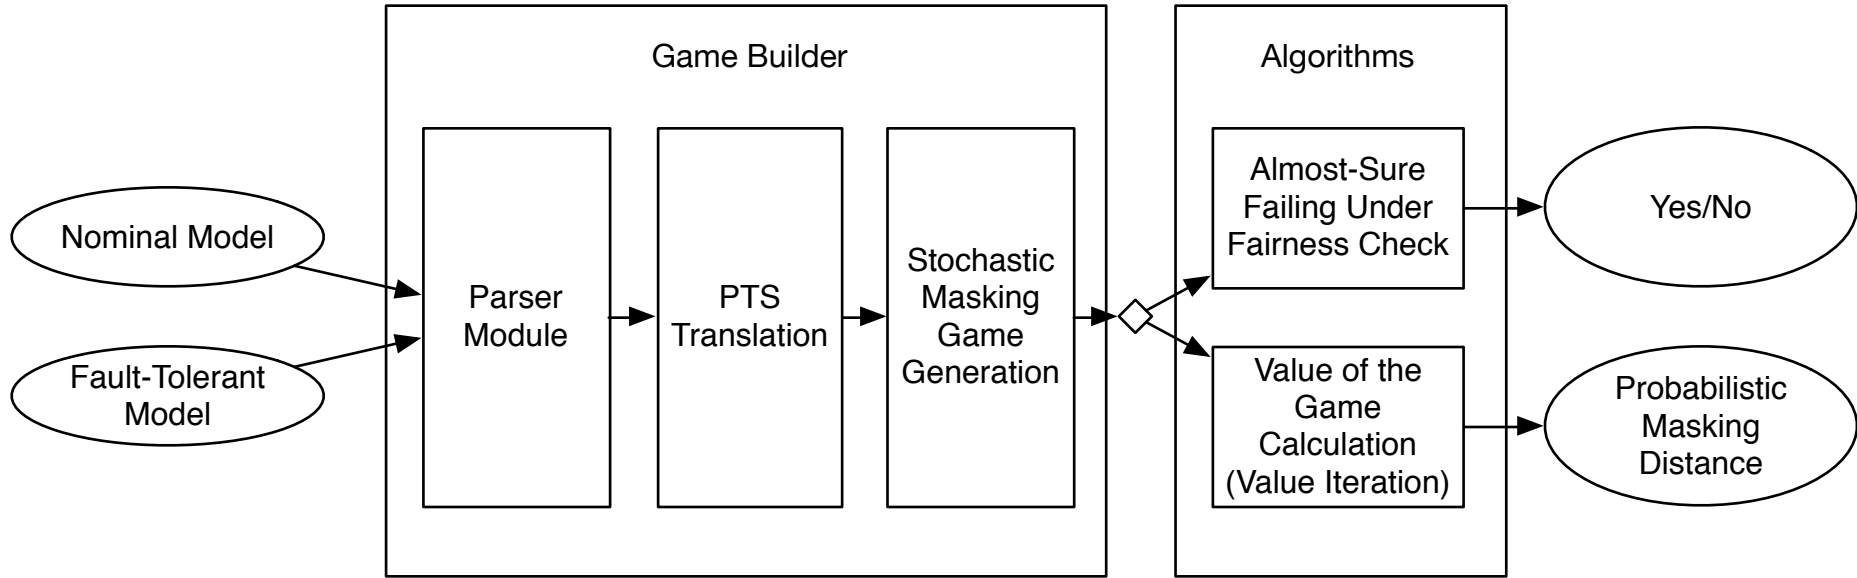 Game Builder
Algorithms
Nominal Model
Fault-Tolerant
Model
Parser
Module
PTS
Translation
Stochastic
Masking
Game
Generation
Almost-Sure
Failing Under
Fairness Check
Value of the
Game
Calculation
(Value Iteration)
Yes/No
Probabilistic
Masking
Distance